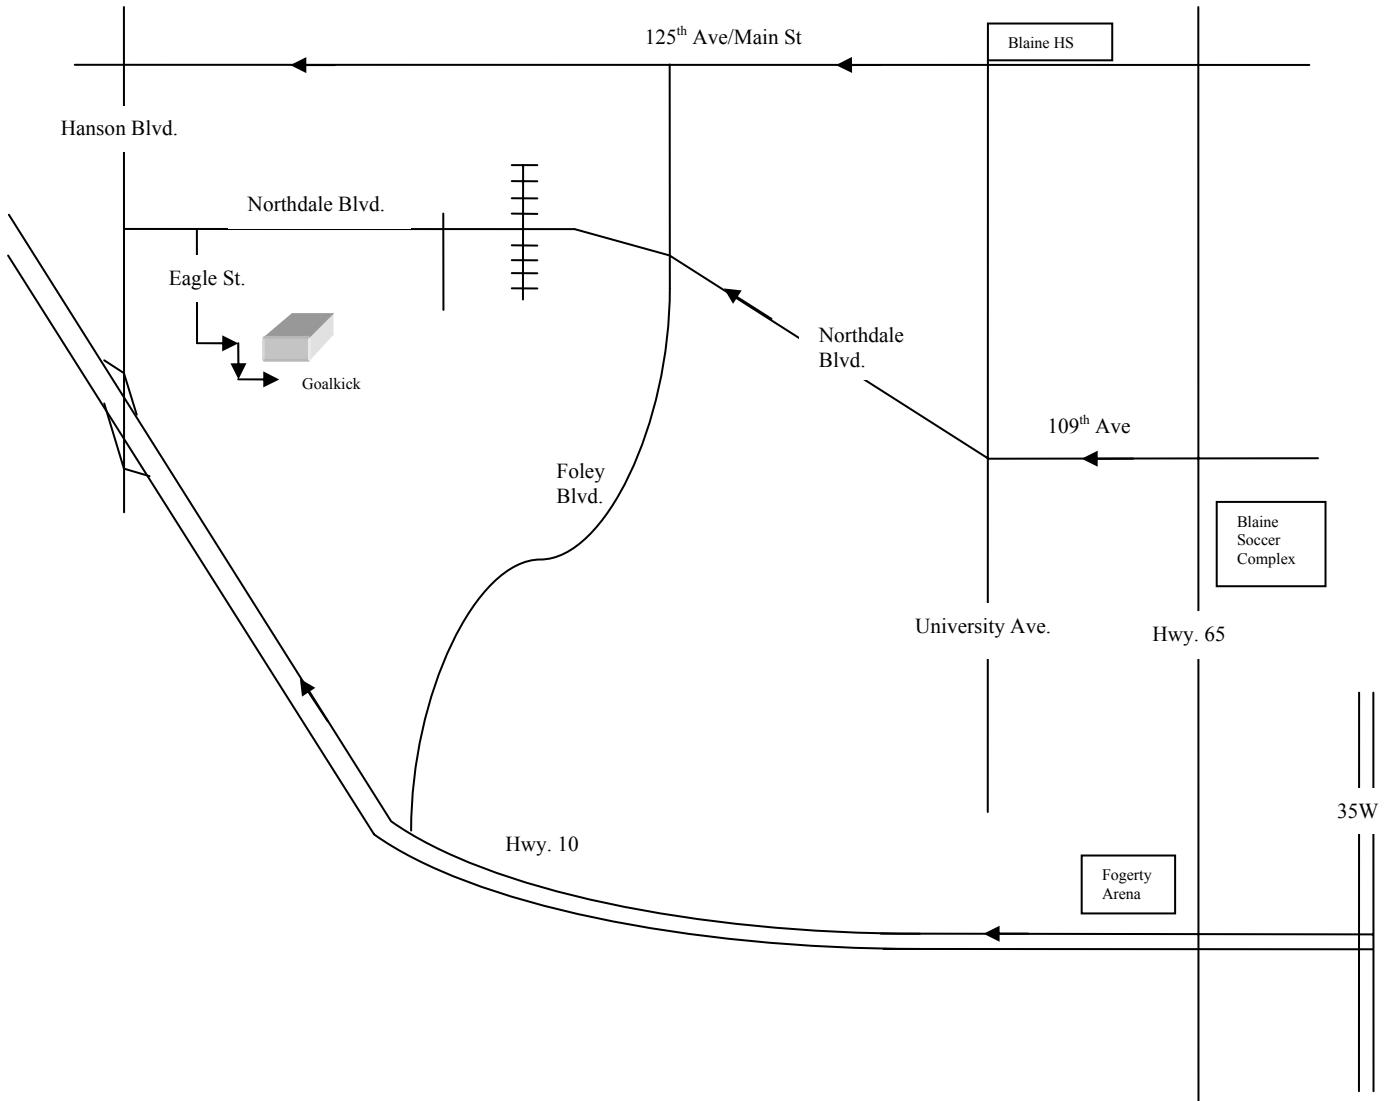 125th Ave/Main St
Blaine HS
Hanson Blvd.
Northdale Blvd.
Eagle St.
Northdale
Blvd.
Goalkick
109th Ave
Foley
Blvd.
Blaine
Soccer
Complex
University Ave.
Hwy. 65
35W
Hwy. 10
Fogerty
Arena